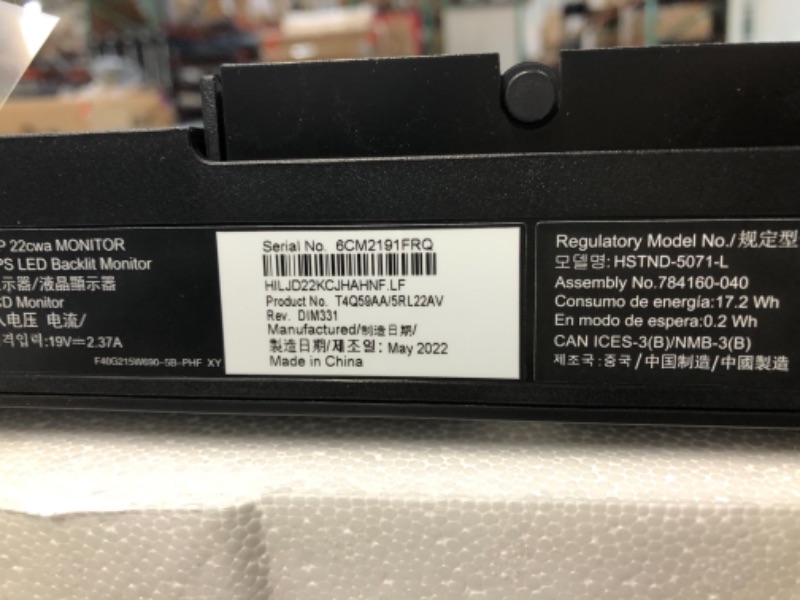 P 22cwa MONITOR
PS LED Backlit Monitor
示器/液晶顯示器
CD Monitor
入电压 电流/
격입력:19V⎓2.37A
F40G215W690-5B-PHF XY
Serial No. 6CM2191FRQ
HILJD22KCJHAHNF.LF
Product No. T4Q59AA/5RL22AV
Rev. DIM331
Manufactured/制造日期/
製造日期/제조일: May 2022
Made in China
Regulatory Model No./规定型
모델명: HSTND-5071-L
Assembly No.784160-040
Consumo de energía:17.2 Wh
En modo de espera:0.2 Wh
CAN ICES-3(B)/NMB-3(B)
제조국:중국/中国制造/中國製造